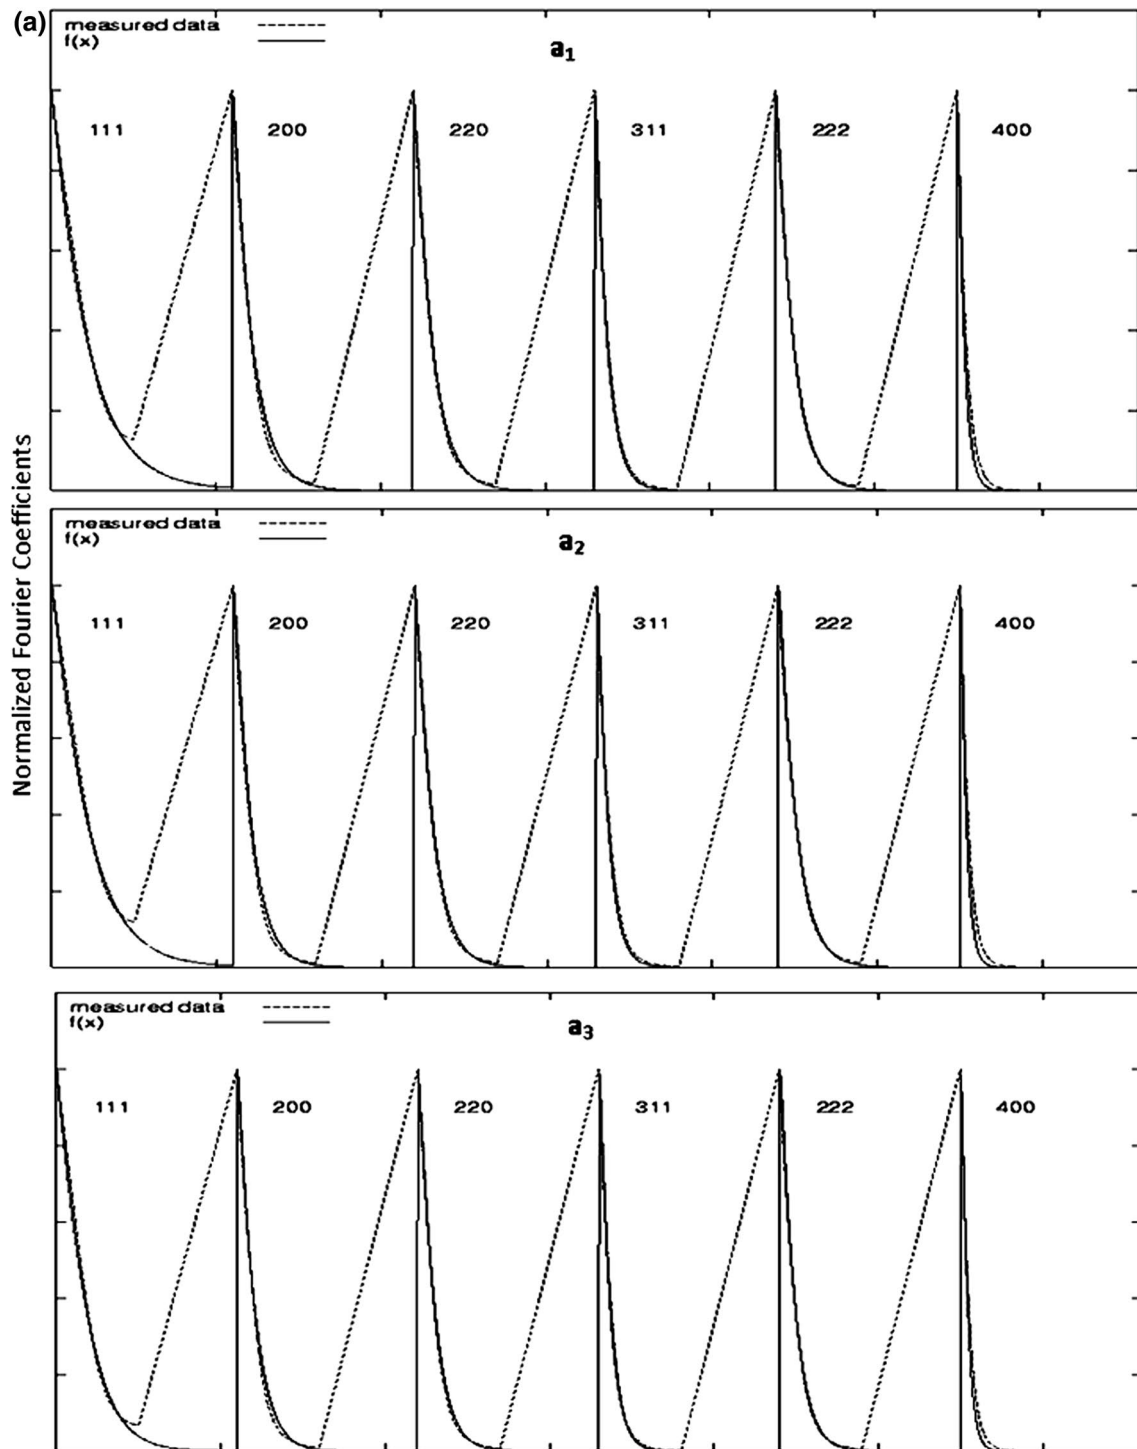 (a)
measured data
f(x)
a1
111 200 220 311 222 400
Normalized Fourier Coefficients
measured data
f(x)
a2
111 200 220 311 222 400
measured data
f(x)
a3
111 200 220 311 222 400